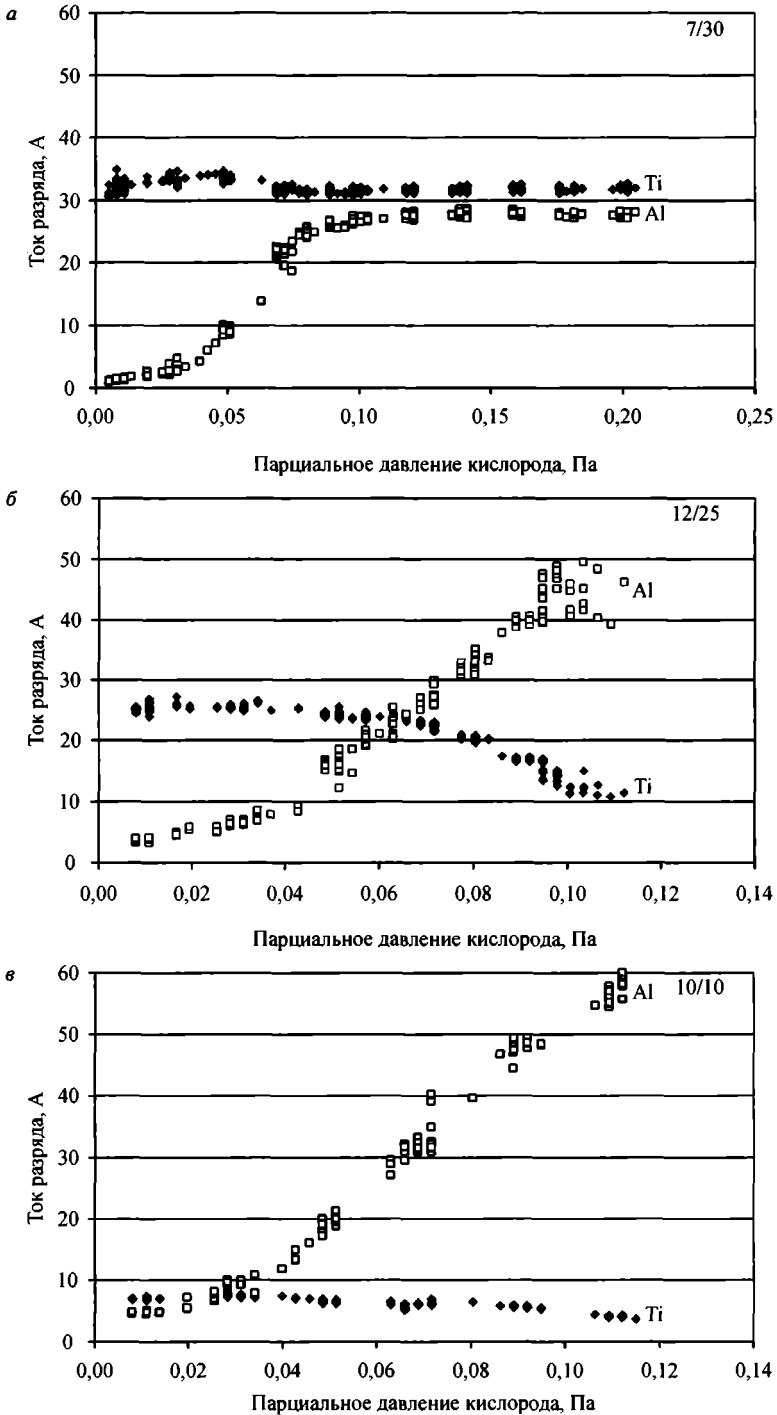 а
60
7/30
50
40
Ti
30
Al
20
10
0
0,00 0,05 0,10 0,15 0,20 0,25
Ток разряда, А
Парциальное давление кислорода, Па
б
60
12/25
50
Al
40
30
20
Ti
10
0
0,00 0,02 0,04 0,06 0,08 0,10 0,12 0,14
Ток разряда, А
Парциальное давление кислорода, Па
в
60
Al 10/10
50
40
30
20
10
Ti
0
0,00 0,02 0,04 0,06 0,08 0,10 0,12 0,14
Ток разряда, А
Парциальное давление кислорода, Па